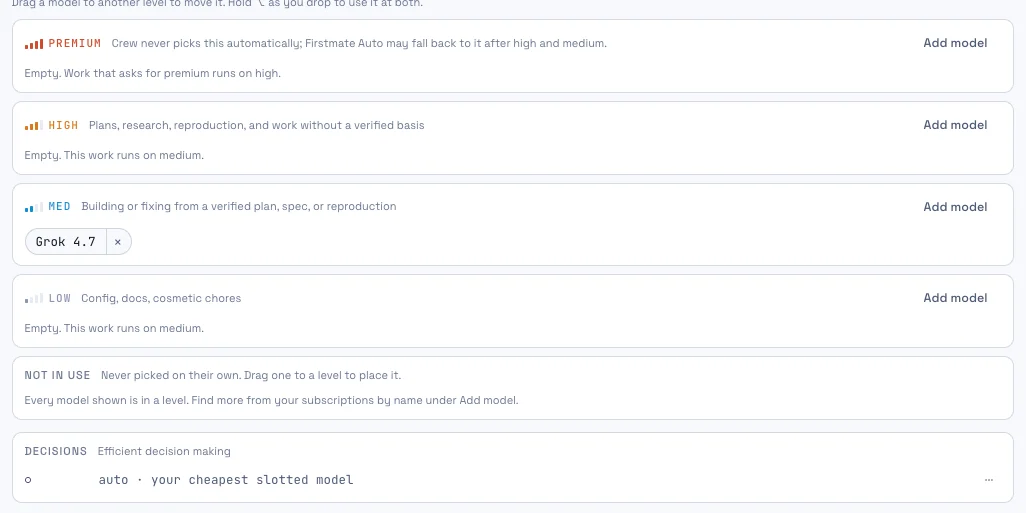 Drag a model to another level to move it. Hold ⌥ as you drop to use it at both.
PREMIUM Crew never picks this automatically; Firstmate Auto may fall back to it after high and medium. Add model
Empty. Work that asks for premium runs on high.
HIGH Plans, research, reproduction, and work without a verified basis Add model
Empty. This work runs on medium.
MED Building or fixing from a verified plan, spec, or reproduction Add model
Grok 4.7 ×
LOW Config, docs, cosmetic chores Add model
Empty. This work runs on medium.
NOT IN USE Never picked on their own. Drag one to a level to place it.
Every model shown is in a level. Find more from your subscriptions by name under Add model.
DECISIONS Efficient decision making
auto · your cheapest slotted model …